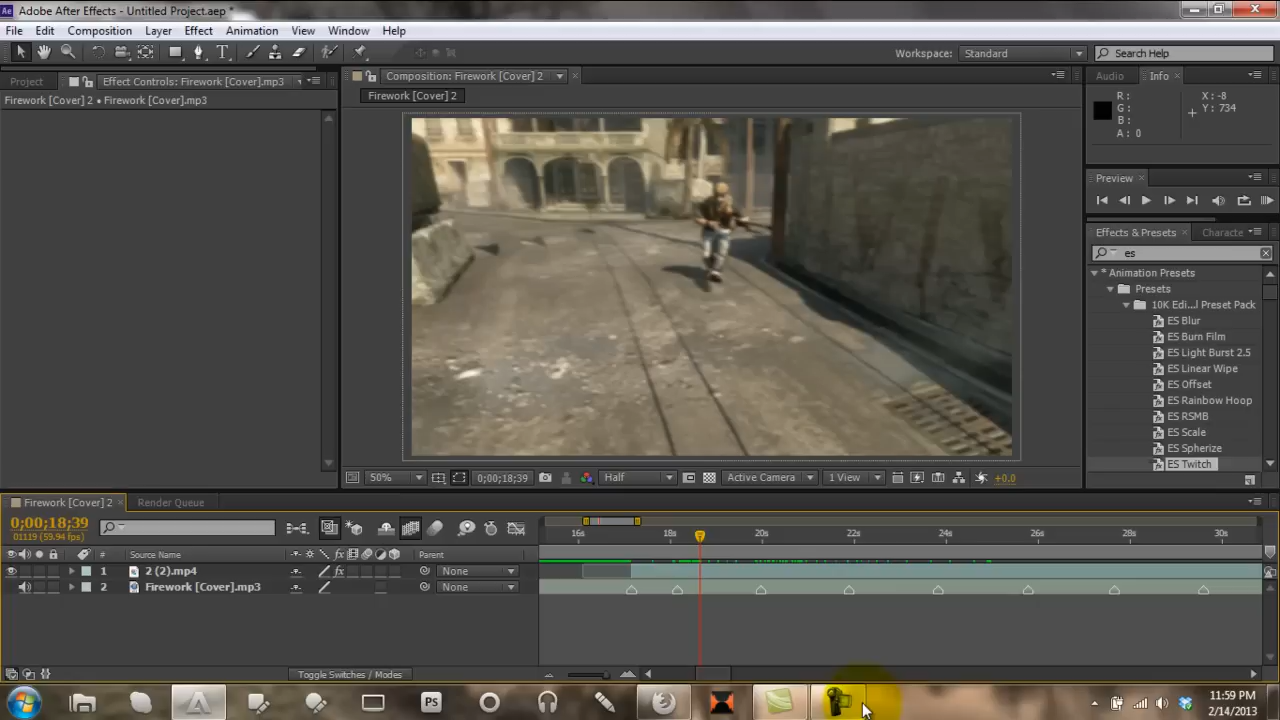 Ae Adobe After Effects - Untitled Project.aep *
File Edit Composition Layer Effect Animation View Window Help
Workspace: Standard Search Help
Project Effect Controls: Firework [Cover].mp3 Composition: Firework [Cover] 2 Audio Info
Firework [Cover] 2 • Firework [Cover].mp3 Firework [Cover] 2
R : X: -8
G : Y: 734
B :
A : 0
Preview
Effects & Presets Characte
es
* Animation Presets
Presets
10K Edi...l Preset Pack
ES Blur
ES Burn Film
ES Light Burst 2.5
ES Linear Wipe
ES Offset
ES Rainbow Hoop
ES RSMB
ES Scale
ES Spherize
ES Twitch
50% 0;00;18;39 Half Active Camera 1 View +0.0
Firework [Cover] 2 Render Queue
0;00;18;39
01119 (59.94 fps)
16s 18s 20s 22s 24s 26s 28s 30s
# Source Name fx Parent
1 2 (2).mp4 fx None
2 Firework [Cover].mp3 None
Toggle Switches / Modes
Ps
11:59 PM
2/14/2013